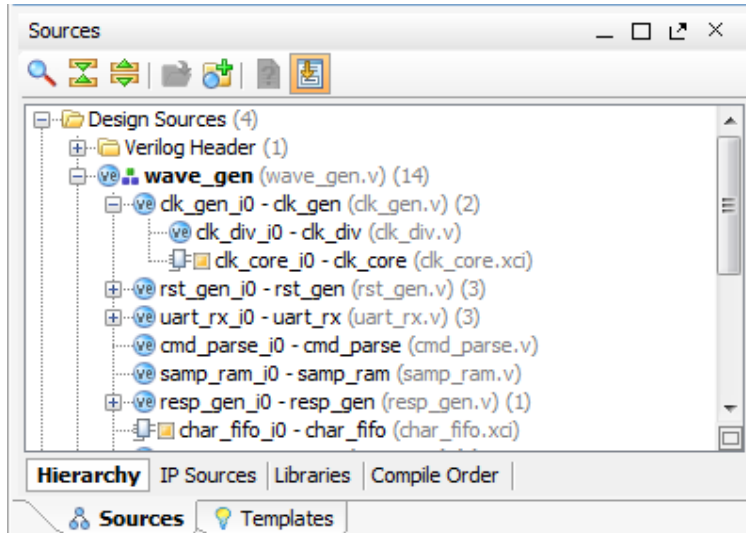 Sources
Design Sources (4)
Verilog Header (1)
wave_gen (wave_gen.v) (14)
clk_gen_i0 - clk_gen (clk_gen.v) (2)
clk_div_i0 - clk_div (clk_div.v)
clk_core_i0 - clk_core (clk_core.xci)
rst_gen_i0 - rst_gen (rst_gen.v) (3)
uart_rx_i0 - uart_rx (uart_rx.v) (3)
cmd_parse_i0 - cmd_parse (cmd_parse.v)
samp_ram_i0 - samp_ram (samp_ram.v)
resp_gen_i0 - resp_gen (resp_gen.v) (1)
char_fifo_i0 - char_fifo (char_fifo.xci)
Hierarchy IP Sources Libraries Compile Order
Sources Templates